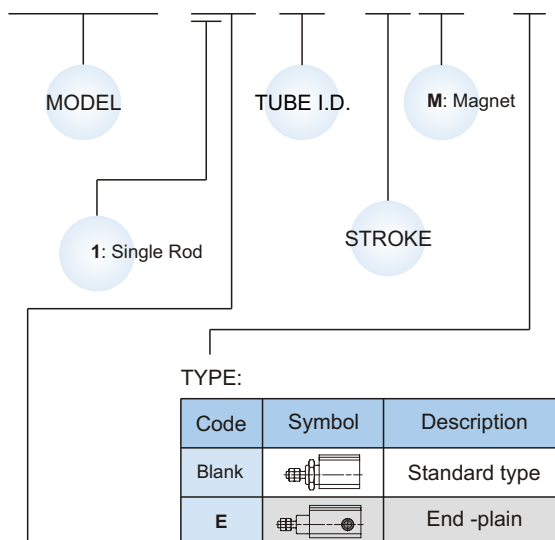 MODEL
TUBE I.D.
M: Magnet
1: Single Rod
STROKE
TYPE:
Code Symbol Description
Blank Standard type
E End -plain